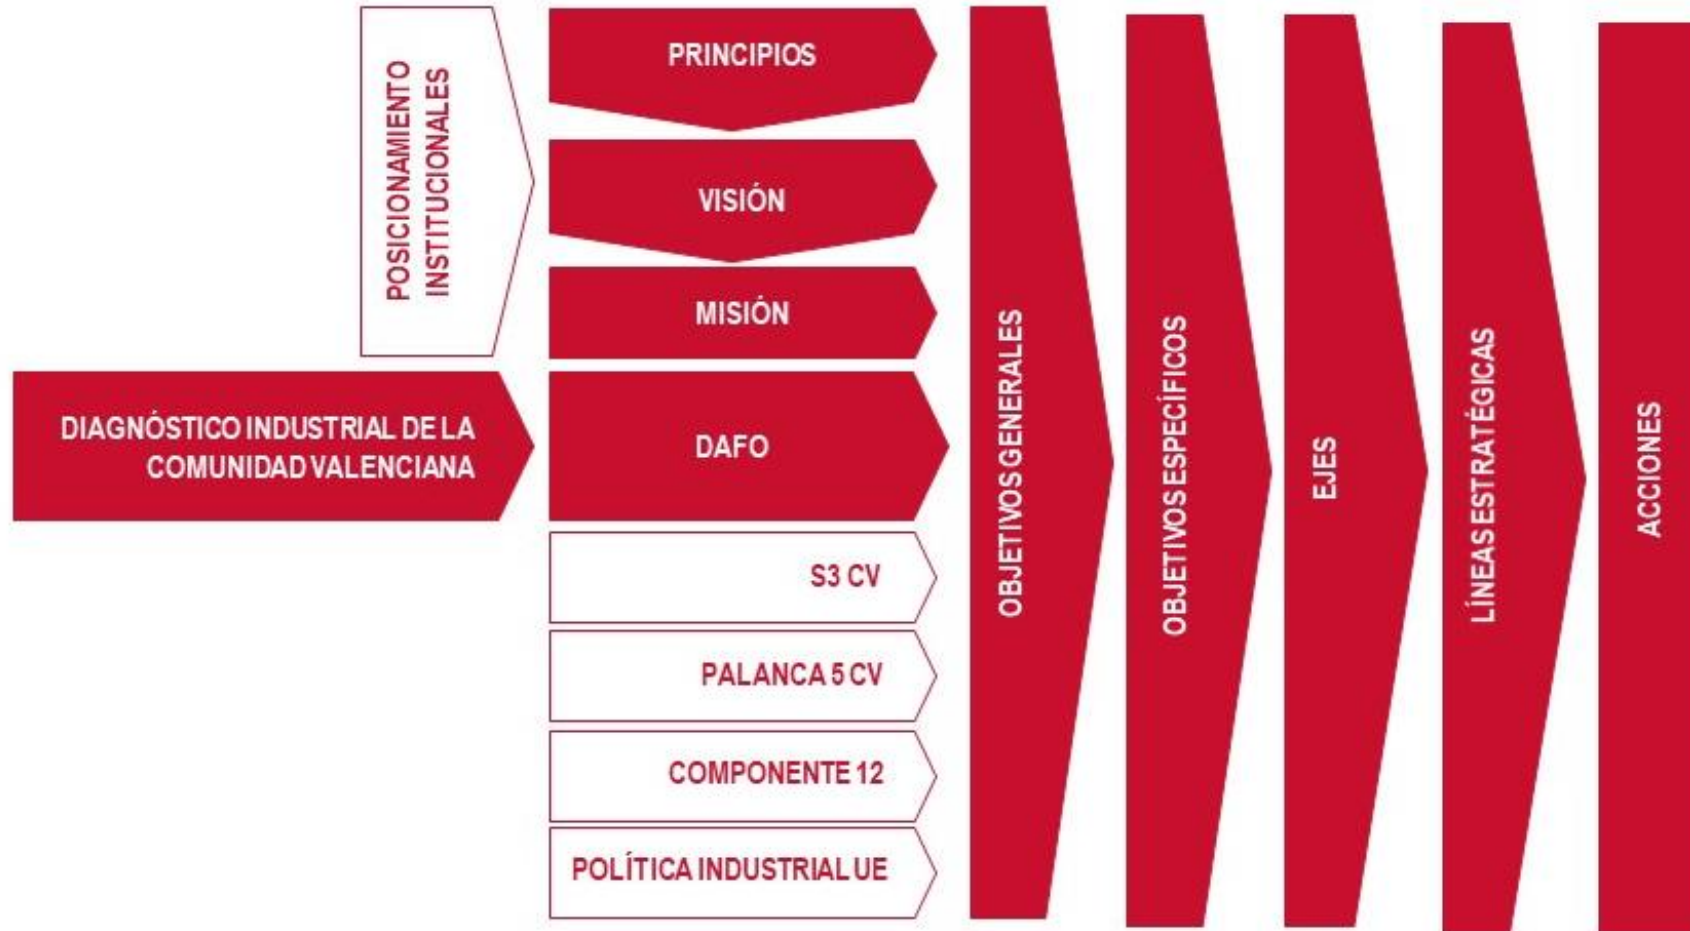 POSICIONAMIENTO
INSTITUCIONALES
PRINCIPIOS
VISIÓN
MISIÓN
DIAGNÓSTICO INDUSTRIAL DE LA
COMUNIDAD VALENCIANA
DAFO
S3 CV
PALANCA 5 CV
COMPONENTE 12
POLÍTICA INDUSTRIAL UE
OBJETIVOS GENERALES
OBJETIVOS ESPECÍFICOS
EJES
LÍNEAS ESTRATÉGICAS
ACCIONES